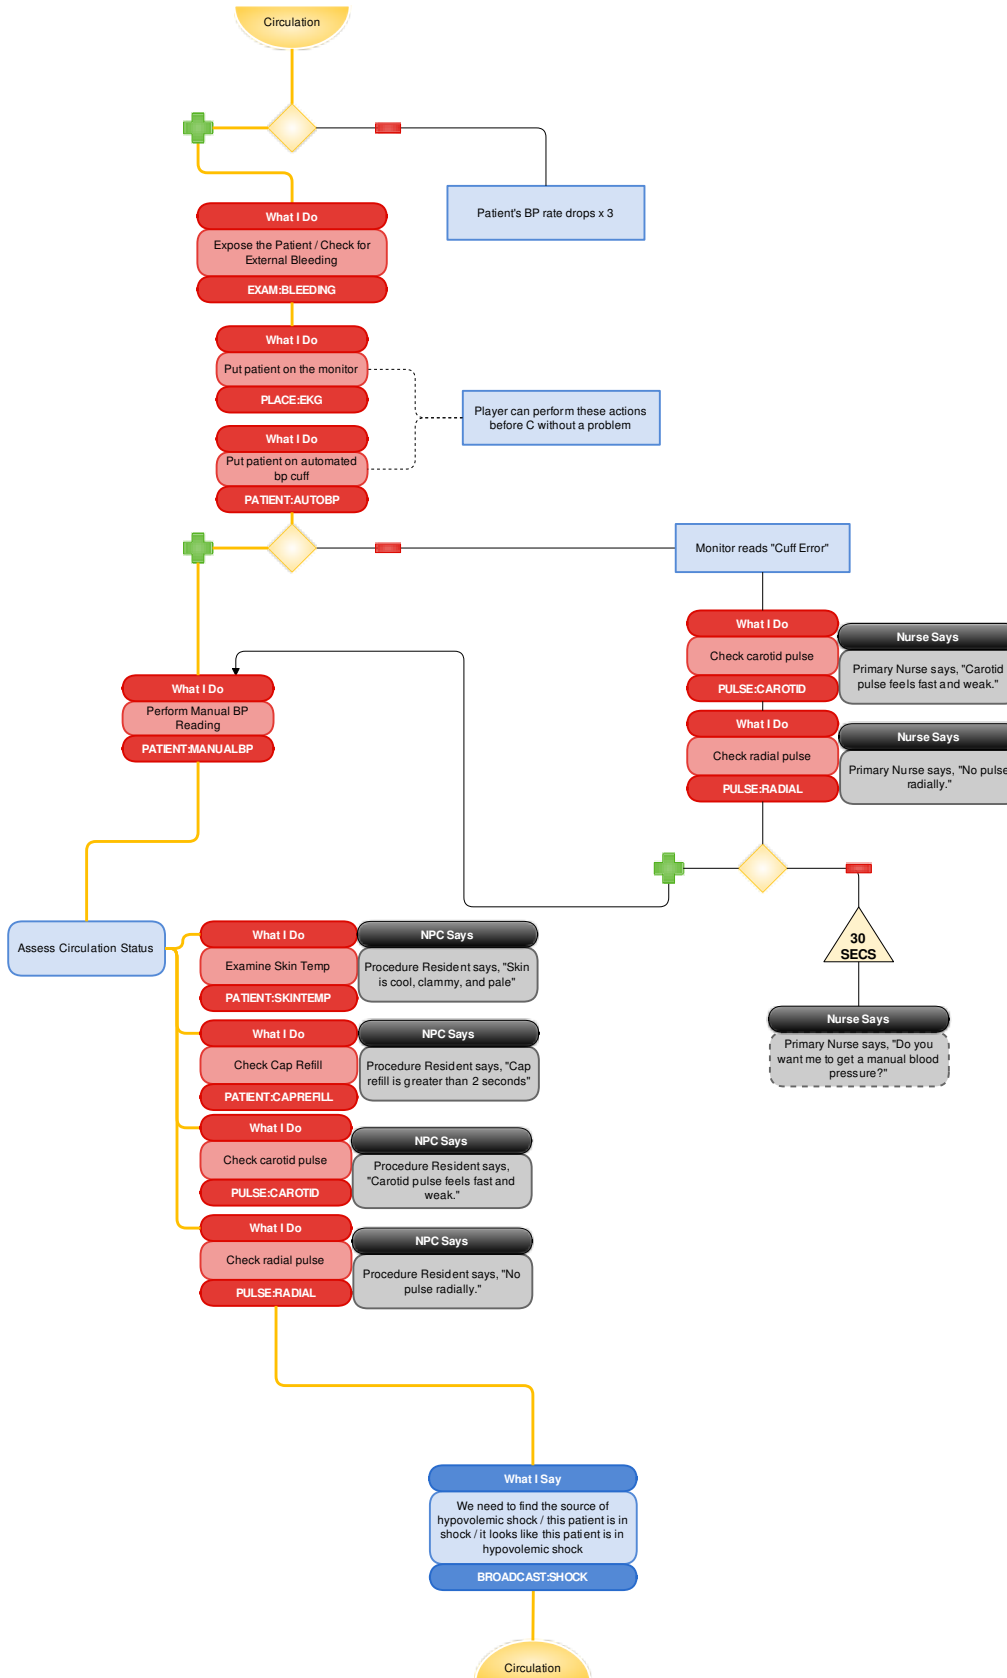 Circulation
Patient's BP rate drops x 3
What I Do
Expose the Patient / Check for
External Bleeding
EXAM:BLEEDING
What I Do
Put patient on the monitor
PLACE:EKG
Player can perform these actions
before C without a problem
What I Do
Put patient on automated
bp cuff
PATIENT:AUTOBP
Monitor reads "Cuff Error"
What I Do
Check carotid pulse
PULSE:CAROTID
Nurse Says
Primary Nurse says, "Carotid
pulse feels fast and weak."
What I Do
Check radial pulse
PULSE:RADIAL
Nurse Says
Primary Nurse says, "No pulse
radially."
What I Do
Perform Manual BP
Reading
PATIENT:MANUALBP
30
SECS
Nurse Says
Primary Nurse says, "Do you
want me to get a manual blood
pressure?"
Assess Circulation Status
What I Do
Examine Skin Temp
PATIENT:SKINTEMP
NPC Says
Procedure Resident says, "Skin
is cool, clammy, and pale"
What I Do
Check Cap Refill
PATIENT:CAPREFILL
NPC Says
Procedure Resident says, "Cap
refill is greater than 2 seconds"
What I Do
Check carotid pulse
PULSE:CAROTID
NPC Says
Procedure Resident says,
"Carotid pulse feels fast and
weak."
What I Do
Check radial pulse
PULSE:RADIAL
NPC Says
Procedure Resident says, "No
pulse radially."
What I Say
We need to find the source of
hypovolemic shock / this patient is in
shock / it looks like this patient is in
hypovolemic shock
BROADCAST:SHOCK
Circulation